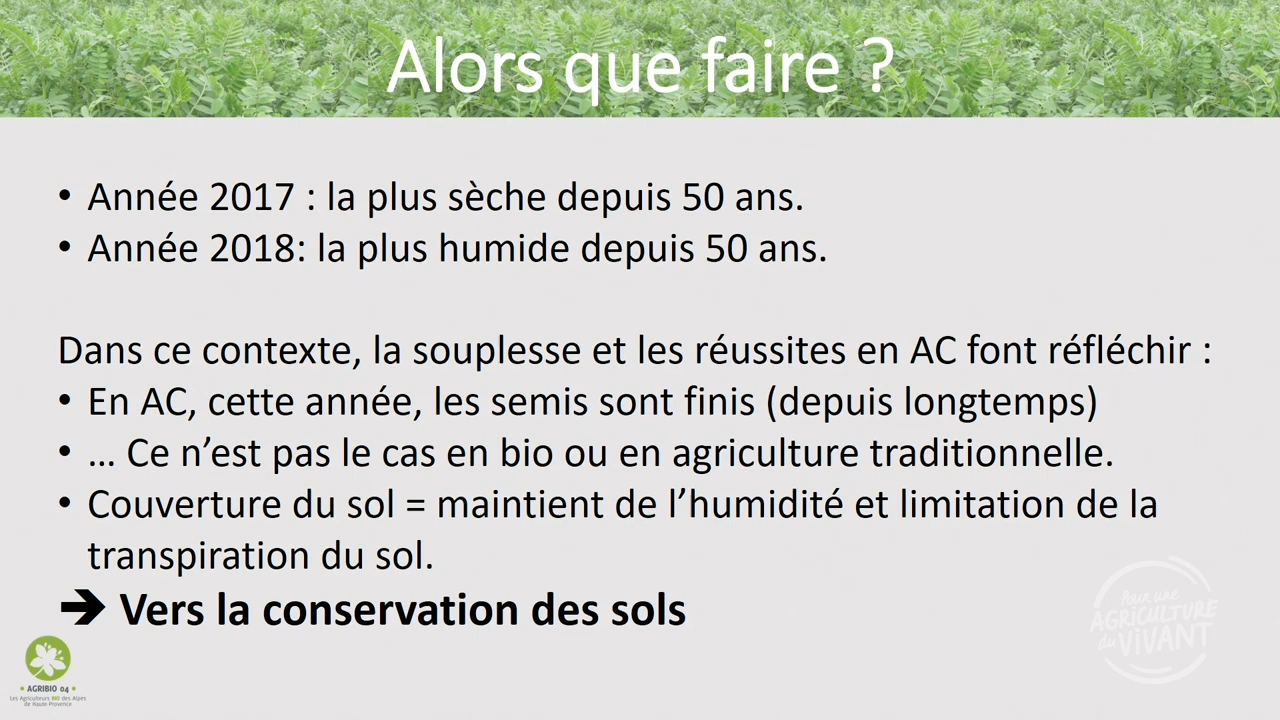 Alors que faire ?
• Année 2017 : la plus sèche depuis 50 ans.
• Année 2018: la plus humide depuis 50 ans.
Dans ce contexte, la souplesse et les réussites en AC font réfléchir :
• En AC, cette année, les semis sont finis (depuis longtemps)
• … Ce n’est pas le cas en bio ou en agriculture traditionnelle.
• Couverture du sol = maintient de l’humidité et limitation de la
transpiration du sol.
🡺 Vers la conservation des sols
Pour une
AGRICULTURE
du VIVANT
• AGRIBIO 04 •
Les Agriculteurs BIO des Alpes
de Haute-Provence